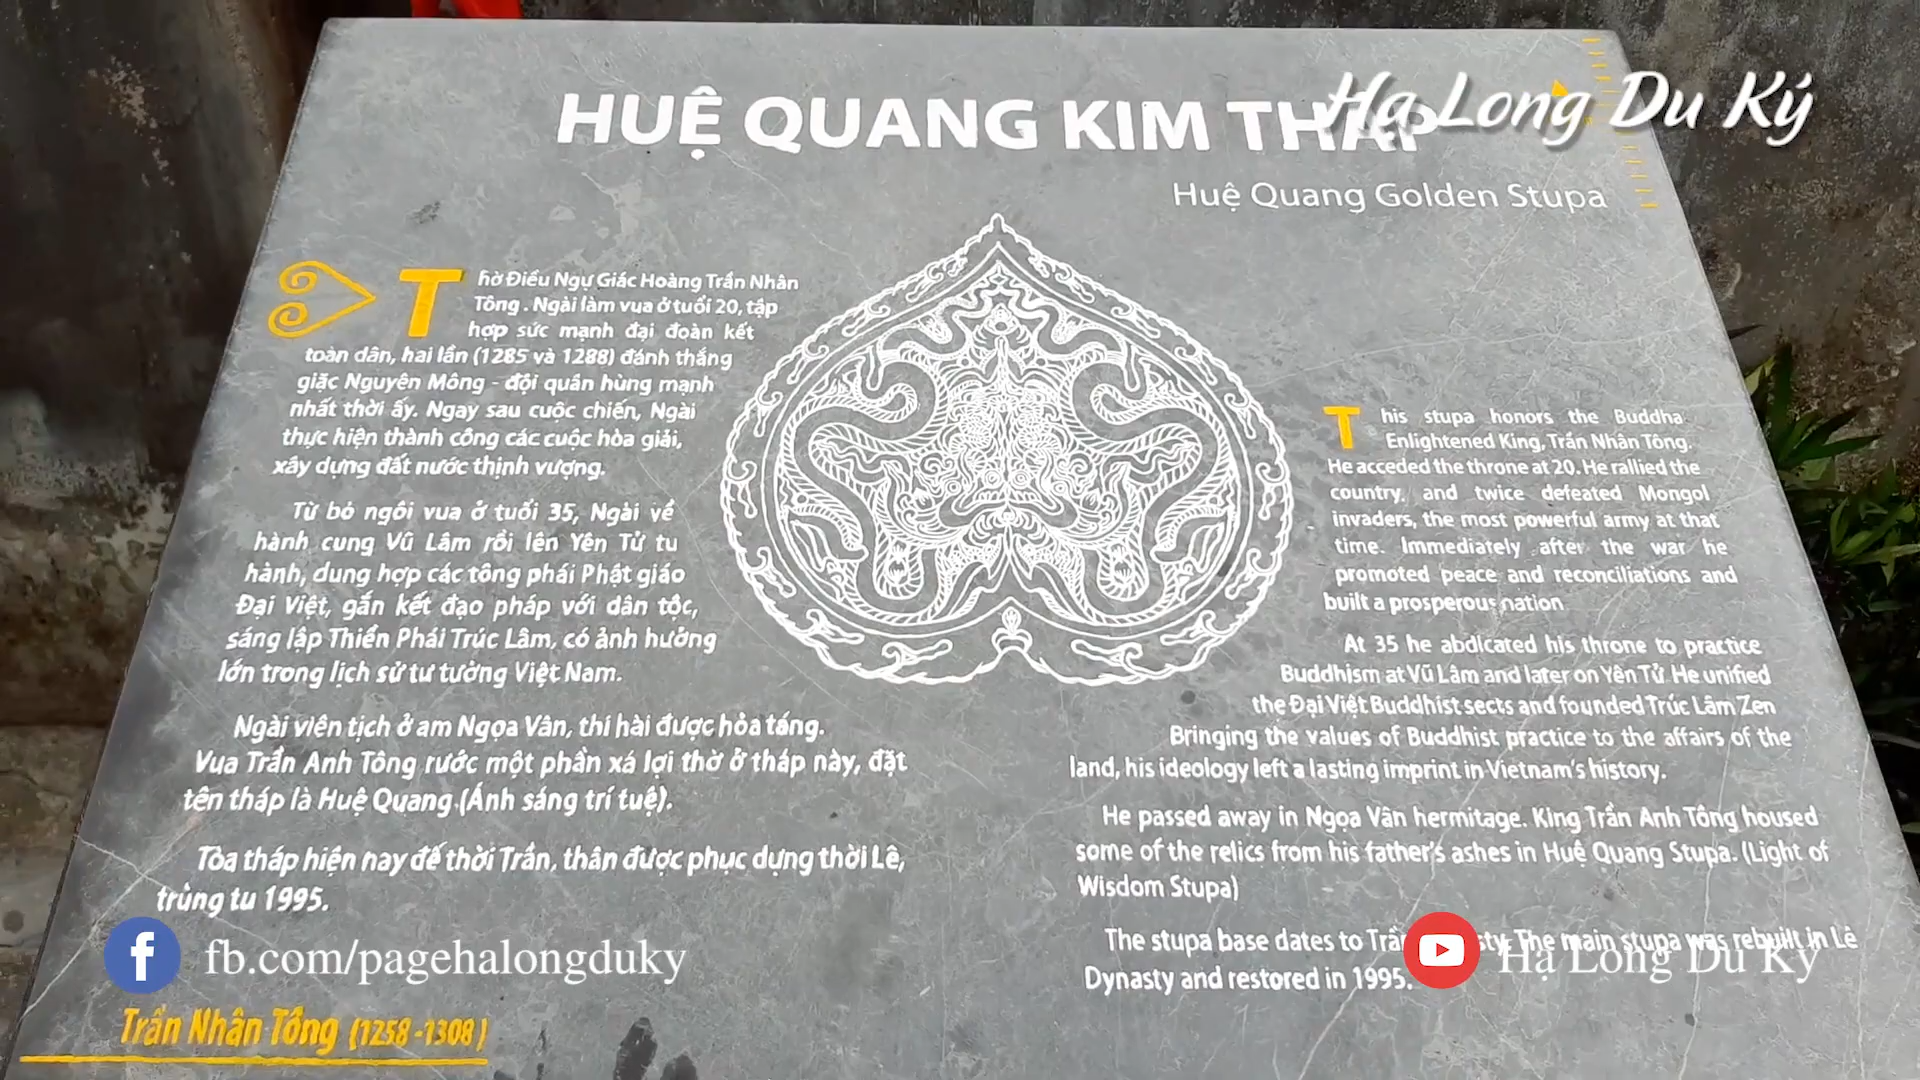 HUỆ QUANG KIM THÁP
Hạ Long Du Ký
Huệ Quang Golden Stupa
Thờ Điều Ngự Giác Hoàng Trần Nhân
Tông . Ngài làm vua ở tuổi 20, tập
hợp sức mạnh đại đoàn kết
toàn dân, hai lần (1285 và 1288) đánh thắng
giặc Nguyên Mông - đội quân hùng mạnh
nhất thời ấy. Ngay sau cuộc chiến, Ngài
thực hiện thành công các cuộc hòa giải,
xây dựng đất nước thịnh vượng.
Từ bỏ ngôi vua ở tuổi 35, Ngài về
hành cung Vũ Lâm rồi lên Yên Tử tu
hành, dung hợp các tông phái Phật giáo
Đại Việt, gắn kết đạo pháp với dân tộc,
sáng lập Thiền Phái Trúc Lâm, có ảnh hưởng
lớn trong lịch sử tư tưởng Việt Nam.
Ngài viên tịch ở am Ngọa Vân, thi hài được hỏa táng.
Vua Trần Anh Tông rước một phần xá lợi thờ ở tháp này, đặt
tên tháp là Huệ Quang (Ánh sáng trí tuệ).
Tòa tháp hiện nay đế thời Trần, thân được phục dựng thời Lê,
trùng tu 1995.
This stupa honors the Buddha
Enlightened King, Trần Nhân Tông.
He acceded the throne at 20. He rallied the
country, and twice defeated Mongol
invaders, the most powerful army at that
time. Immediately after the war he
promoted peace and reconciliations and
built a prosperous nation
At 35 he abdicated his throne to practice
Buddhism at Vũ Lâm and later on Yên Tử. He unified
the Đại Việt Buddhist sects and founded Trúc Lâm Zen
Bringing the values of Buddhist practice to the affairs of the
land, his ideology left a lasting imprint in Vietnam's history.
He passed away in Ngọa Vân hermitage. King Trần Anh Tông housed
some of the relics from his father's ashes in Huệ Quang Stupa. (Light of
Wisdom Stupa)
The stupa base dates to Trần The main stupa was rebuilt in Lê
Dynasty and restored in 1995.
fb.com/pagehalongduky
Hạ Long Du Ký
Trần Nhân Tông (1258 -1308)